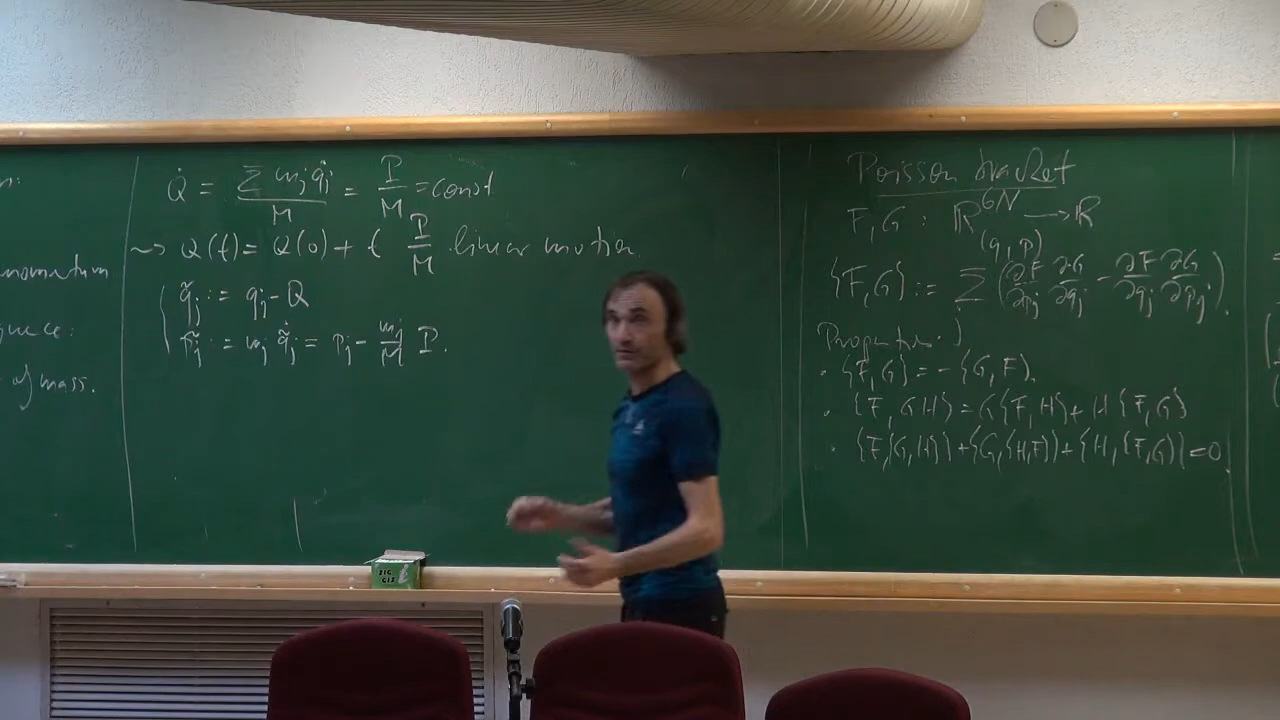 n:
momentum
of mass.
Q̇ = Σ mⱼ q̇ⱼ / M = P/M = const
⇝ Q(t) = Q(0) + t P/M linear motion
q̃ⱼ := qⱼ - Q
p̃ⱼ := mⱼ q̃̇ⱼ = pⱼ - mⱼ/M P.
Poisson bracket
F, G : ℝ^{6N} → ℝ
(q, p)
{F, G} := Σⱼ (∂F/∂pⱼ ∂G/∂qⱼ - ∂F/∂qⱼ ∂G/∂pⱼ).
· {F, G} = -{G, F}.
· {F, GH} = G{F, H} + H{F, G}
· {F, {G, H}} + {G, {H, F}} + {H, {F, G}} = 0